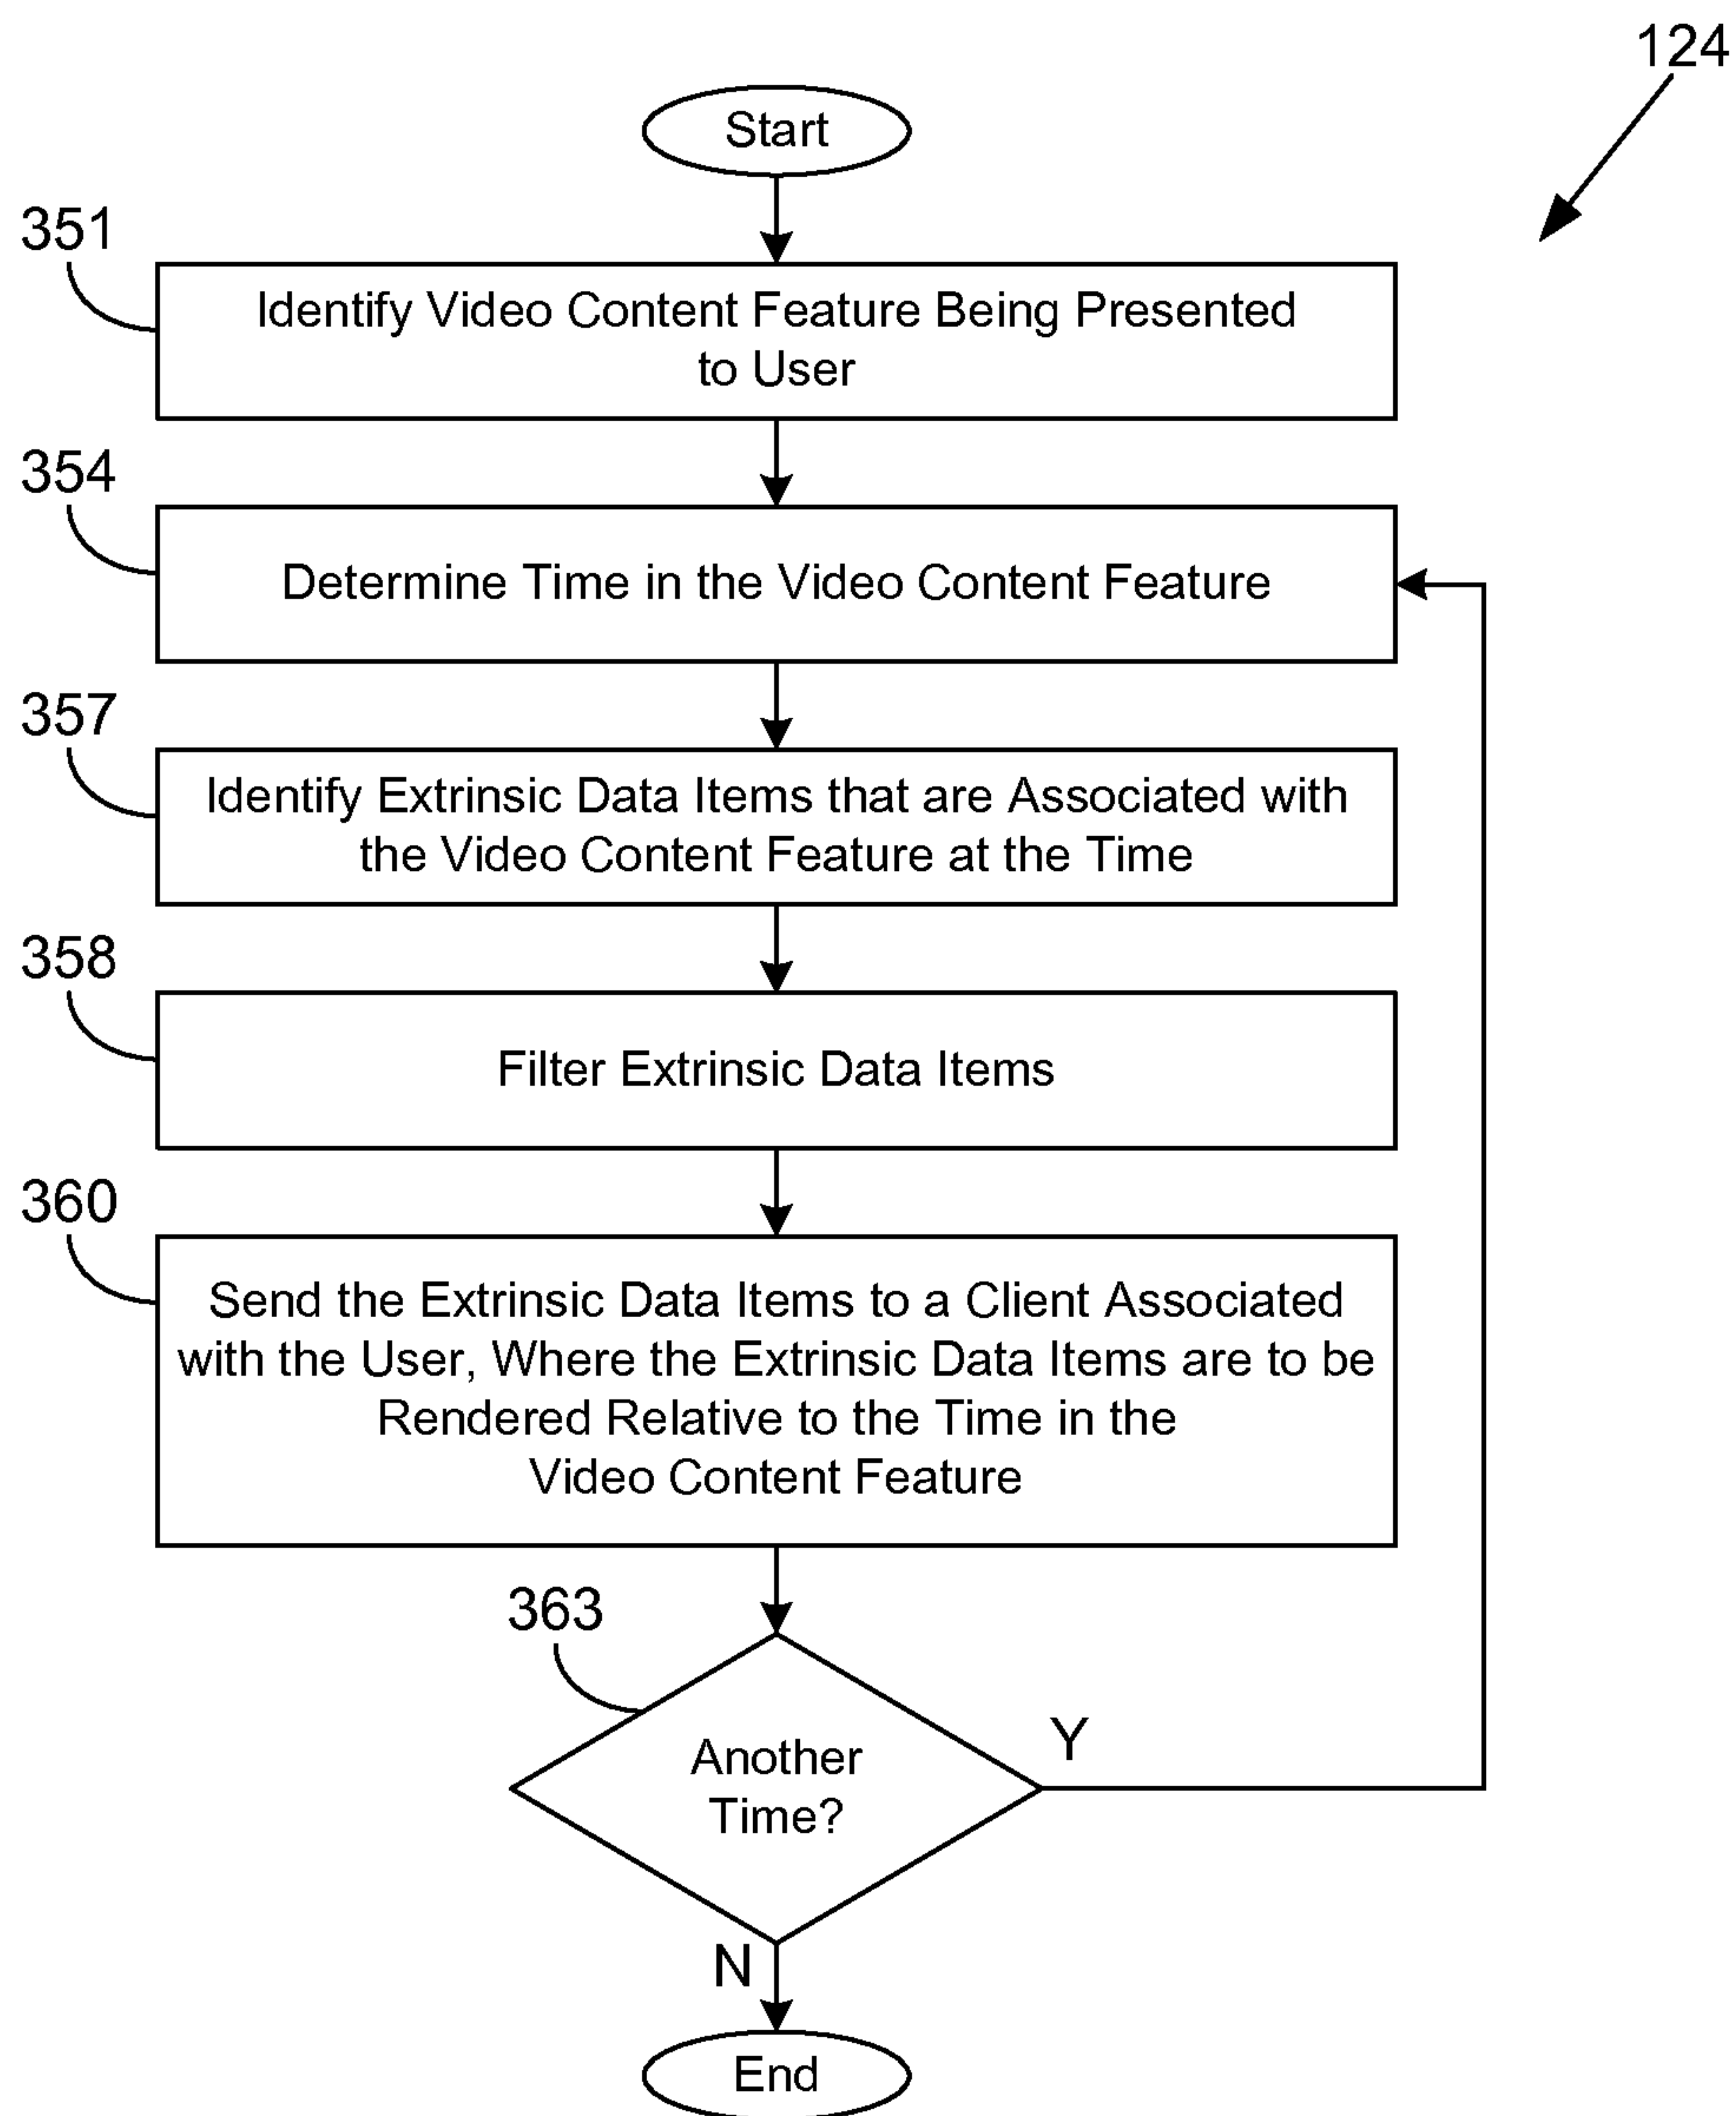 124
Start
351
Identify Video Content Feature Being Presented
to User
354
Determine Time in the Video Content Feature
357
Identify Extrinsic Data Items that are Associated with
the Video Content Feature at the Time
358
Filter Extrinsic Data Items
360
Send the Extrinsic Data Items to a Client Associated
with the User, Where the Extrinsic Data Items are to be
Rendered Relative to the Time in the
Video Content Feature
363
Another
Time?
Y
N
End